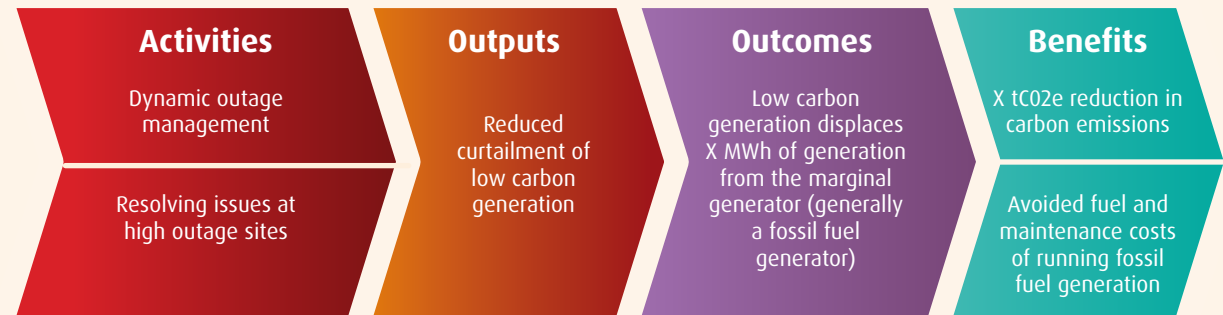 Activities
Dynamic outage
management
Resolving issues at
high outage sites
Outputs
Reduced
curtailment of
low carbon
generation
Outcomes
Low carbon
generation displaces
X MWh of generation
from the marginal
generator (generally
a fossil fuel
generator)
Benefits
X tC02e reduction in
carbon emissions
Avoided fuel and
maintenance costs
of running fossil
fuel generation